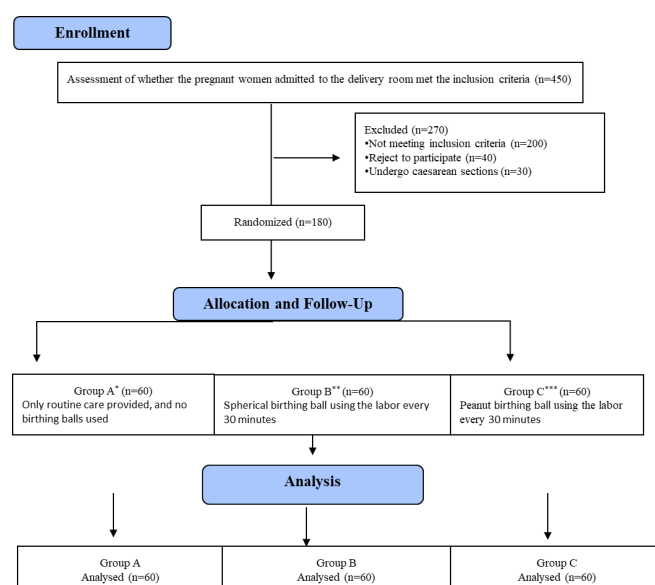 Enrollment
Assessment of whether the pregnant women admitted to the delivery room met the inclusion criteria (n=450)
Excluded (n=270)
•Not meeting inclusion criteria (n=200)
•Reject to participate (n=40)
•Undergo caesarean sections (n=30)
Randomized (n=180)
Allocation and Follow-Up
Group A* (n=60)
Only routine care provided, and no
birthing balls used
Group B** (n=60)
Spherical birthing ball using the labor every
30 minutes
Group C*** (n=60)
Peanut birthing ball using the labor
every 30 minutes
Analysis
Group A
Analysed (n=60)
Group B
Analysed (n=60)
Group C
Analysed (n=60)